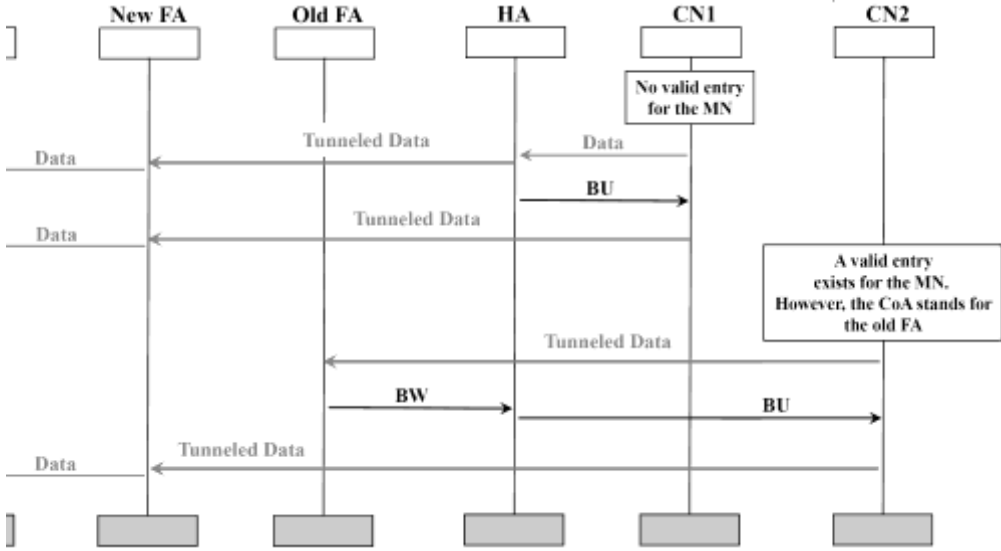 New FA Old FA HA CN1 CN2
No valid entry
for the MN
Tunneled Data
Data
Data
BU
Tunneled Data
Data
A valid entry
exists for the MN.
However, the CoA stands for
the old FA
Tunneled Data
BW
BU
Tunneled Data
Data